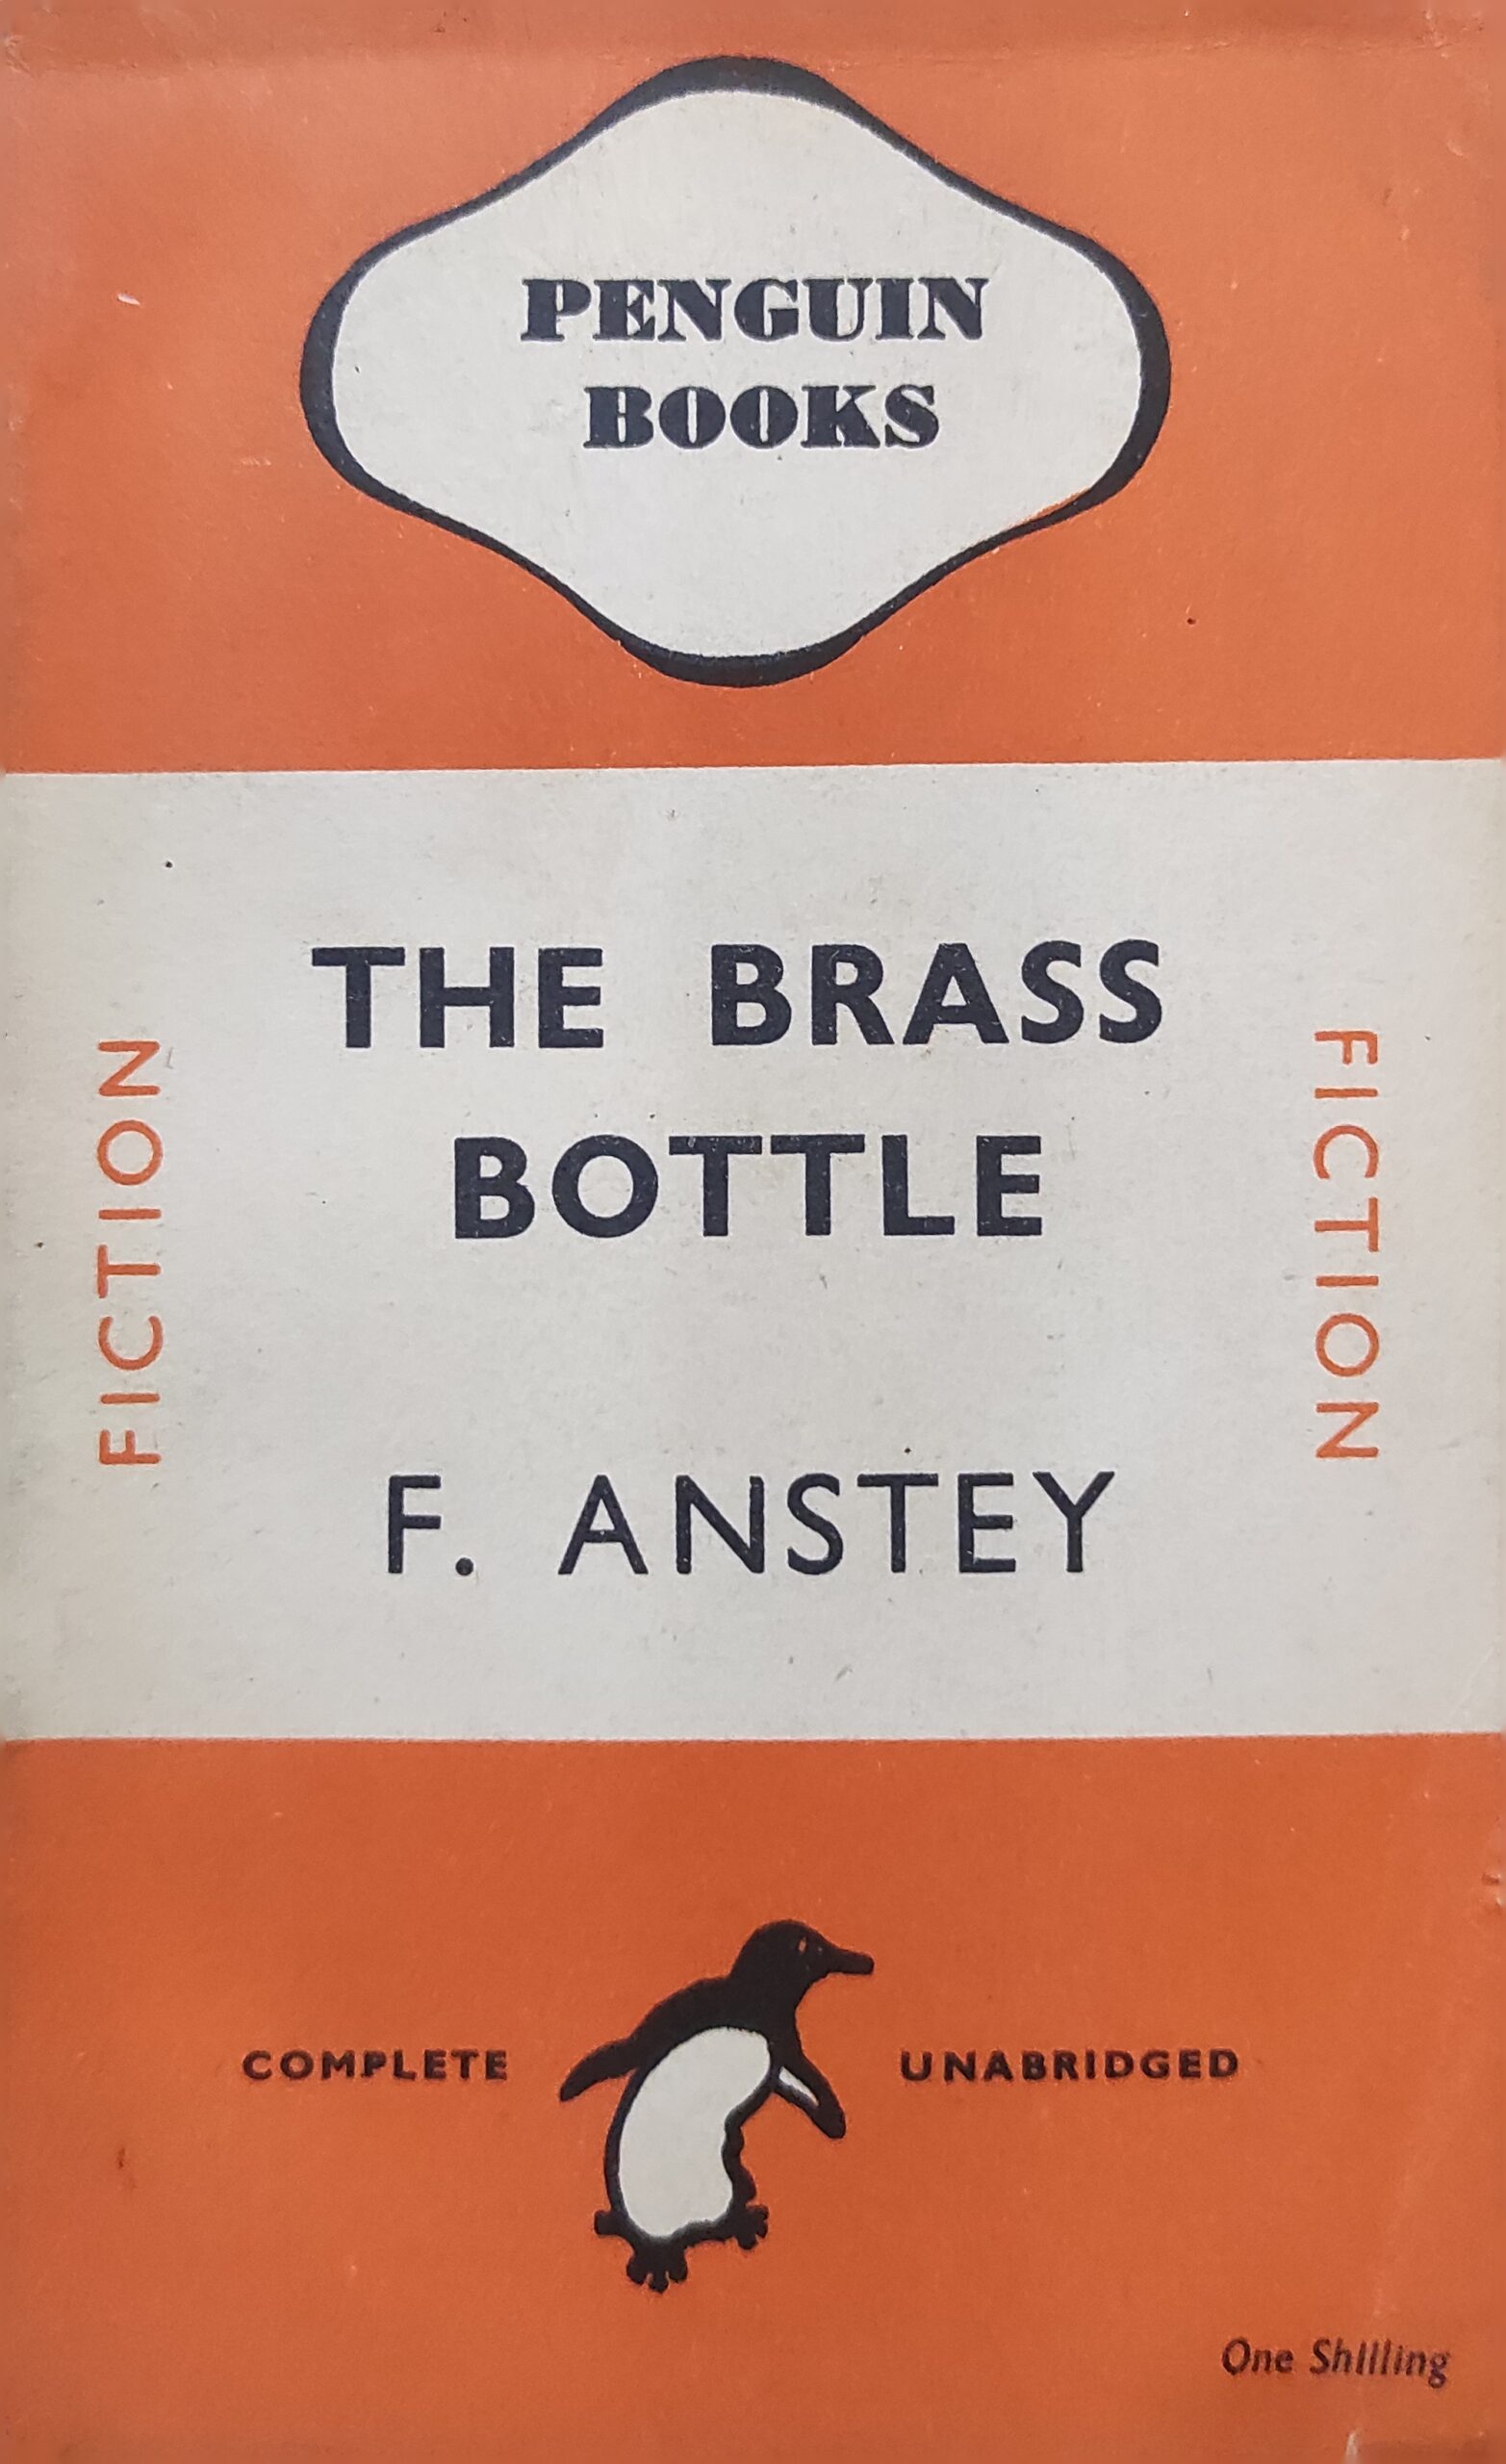 PENGUIN
BOOKS
THE BRASS
BOTTLE
FICTION
FICTION
F. ANSTEY
COMPLETE
UNABRIDGED
One Shilling